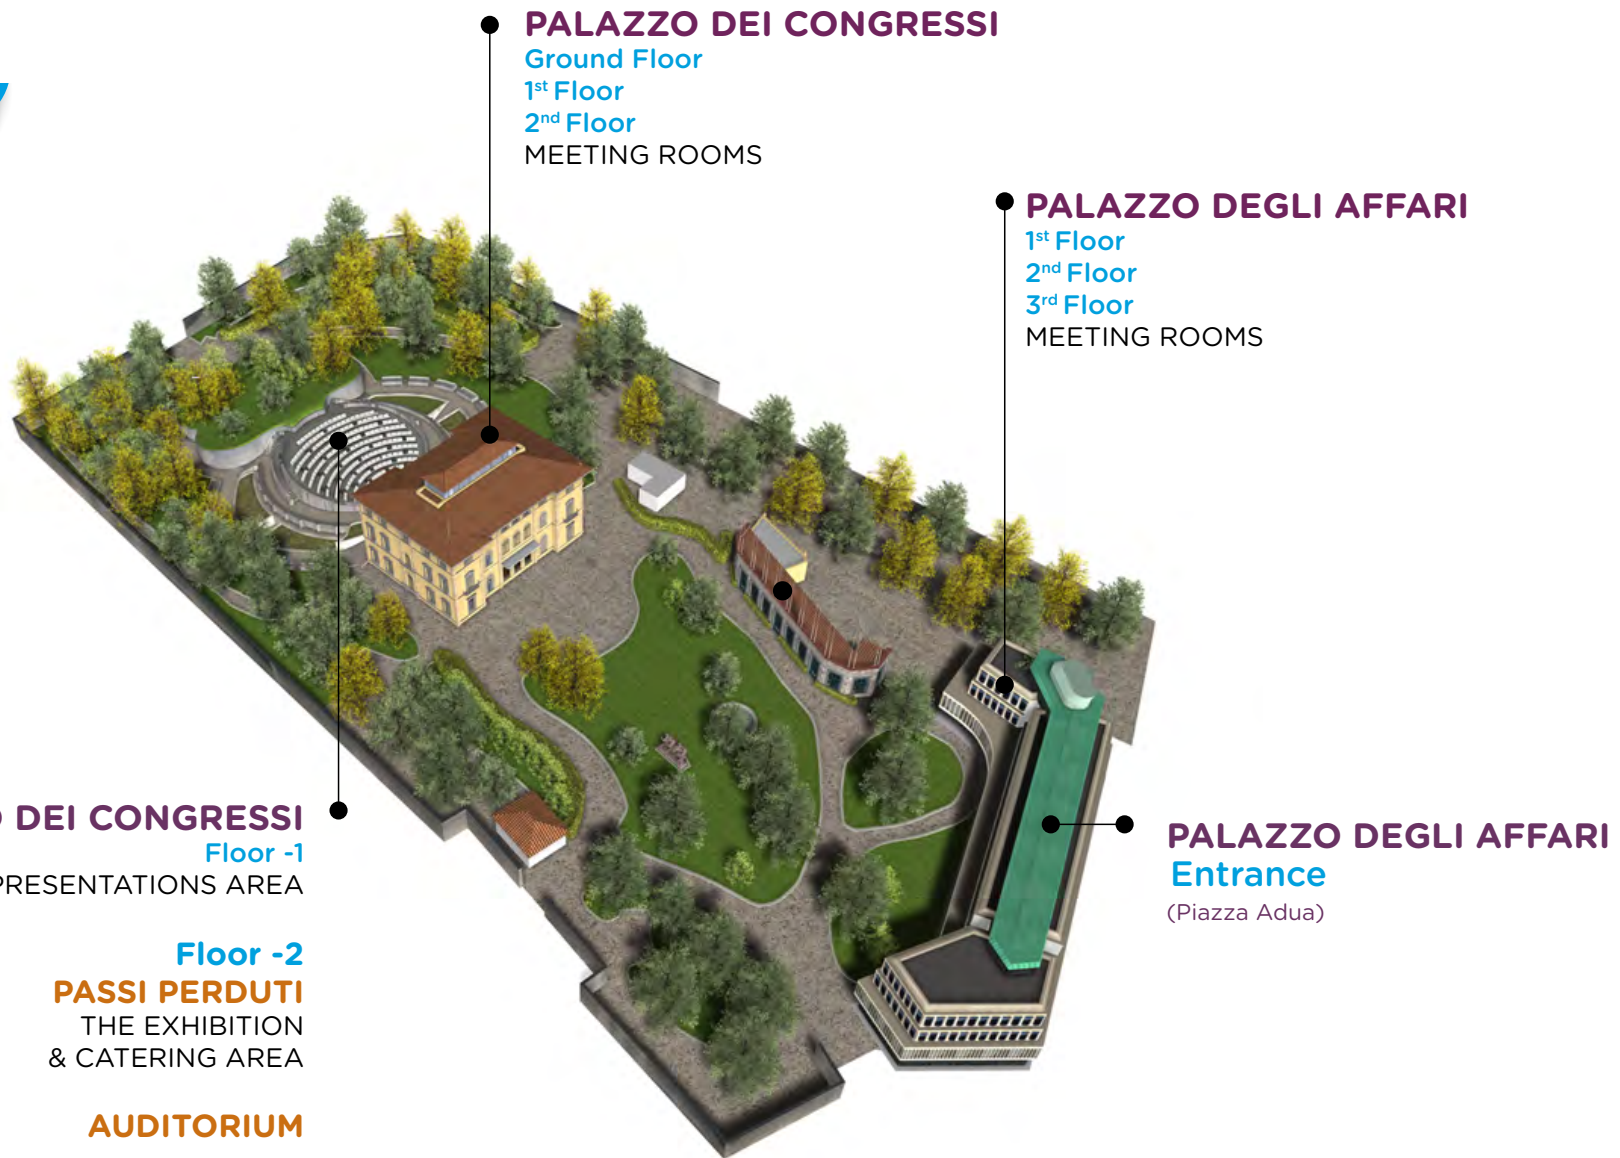 PALAZZO DEI CONGRESSI
Ground Floor
1st Floor
2nd Floor
MEETING ROOMS
PALAZZO DEGLI AFFARI
1st Floor
2nd Floor
3rd Floor
MEETING ROOMS
O DEI CONGRESSI
Floor -1
PRESENTATIONS AREA
Floor -2
PASSI PERDUTI
THE EXHIBITION
& CATERING AREA
AUDITORIUM
PALAZZO DEGLI AFFARI
Entrance
(Piazza Adua)